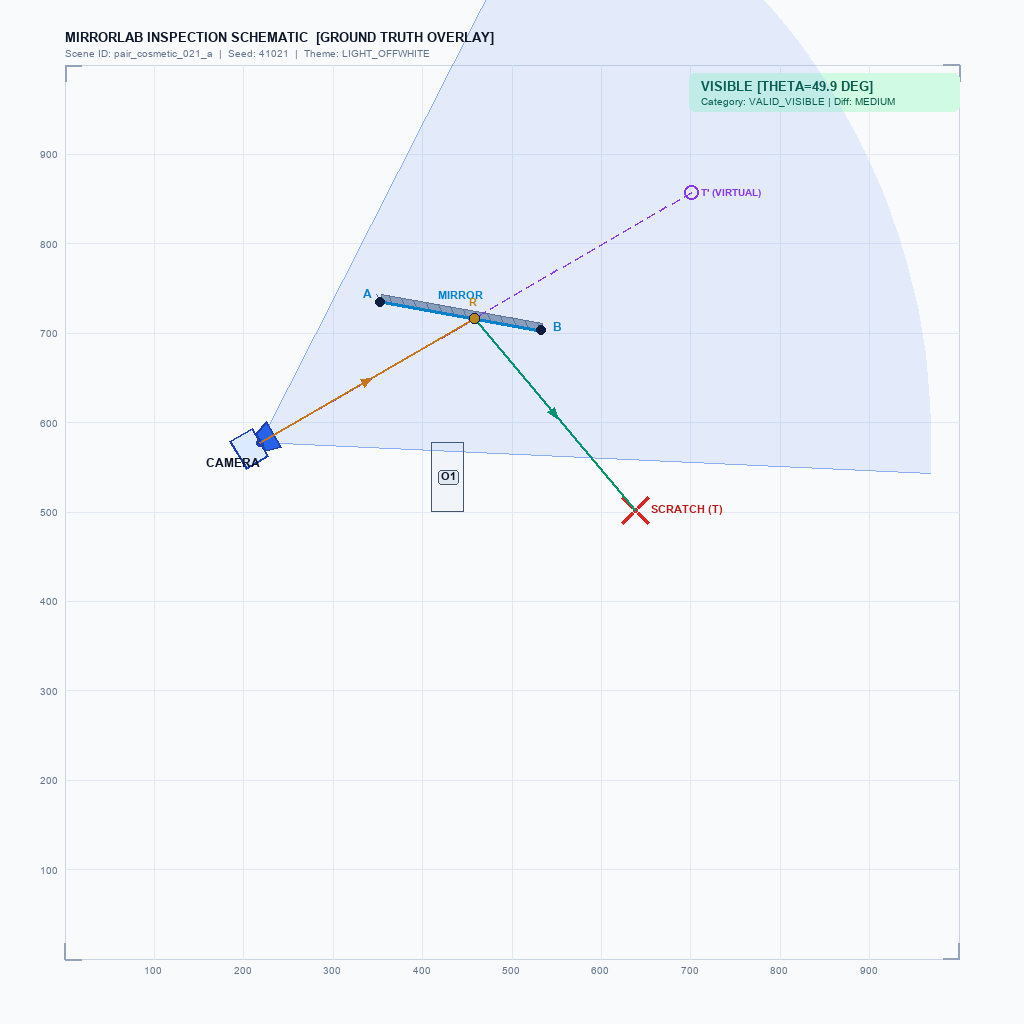 MIRRORLAB INSPECTION SCHEMATIC [GROUND TRUTH OVERLAY]
Scene ID: pair_cosmetic_021_a | Seed: 41021 | Theme: LIGHT_OFFWHITE
VISIBLE [THETA=49.9 DEG]
Category: VALID_VISIBLE | Diff: MEDIUM
900
T' (VIRTUAL)
800
A
MIRROR
R
B
700
600
CAMERA
O1
500
SCRATCH (T)
400
300
200
100
100 200 300 400 500 600 700 800 900